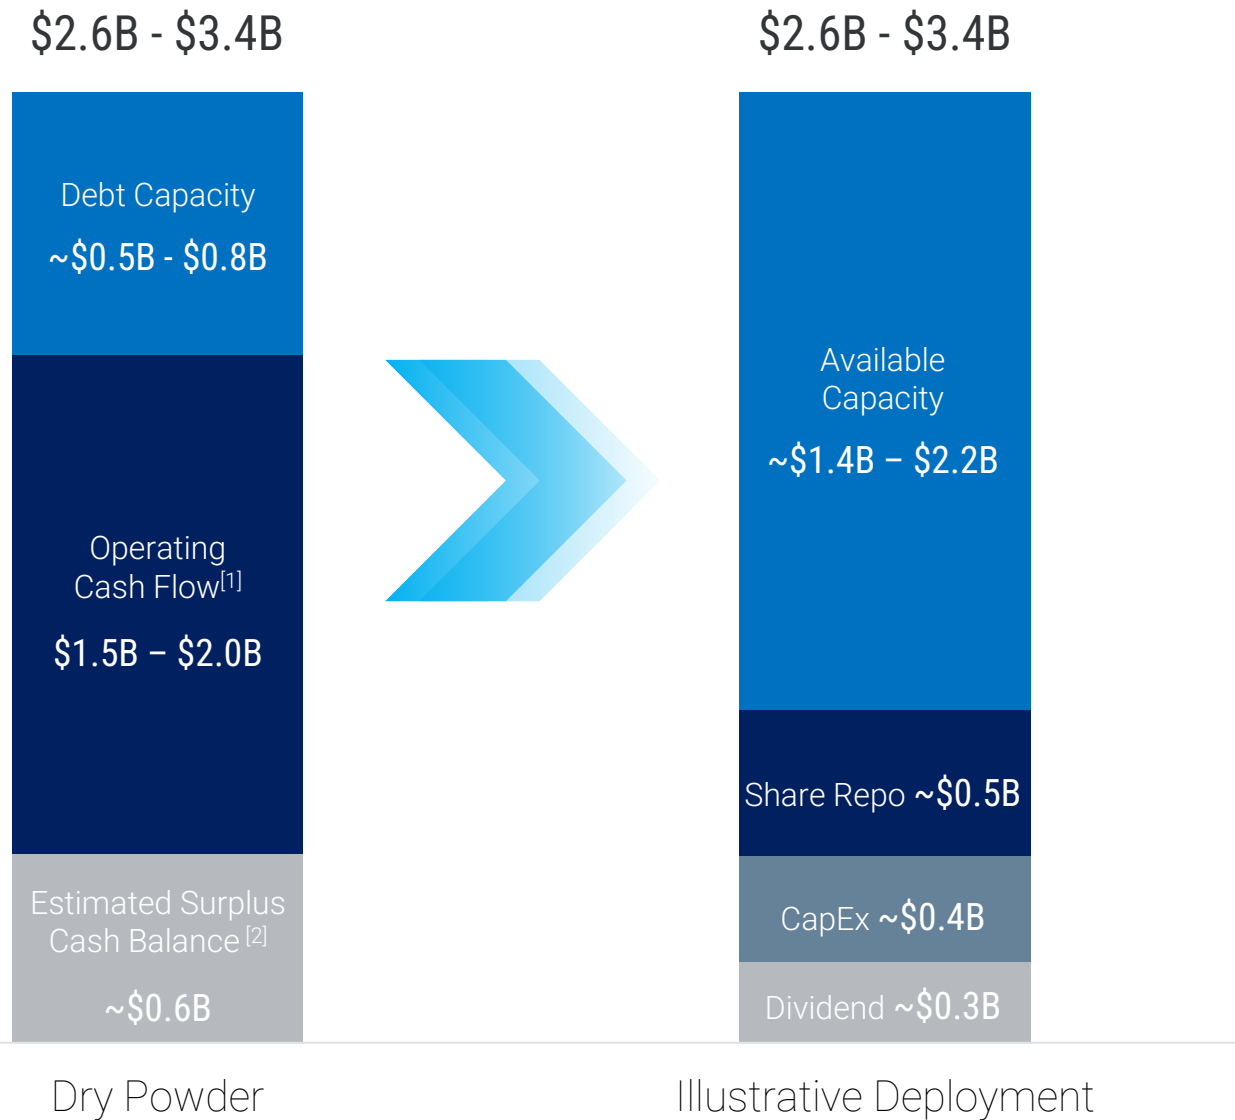 $2.6B - $3.4B
Debt Capacity
~$0.5B - $0.8B
Operating
Cash Flow[1]
$1.5B – $2.0B
Estimated Surplus
Cash Balance [2]
~$0.6B
Dry Powder
$2.6B - $3.4B
Available
Capacity
~$1.4B – $2.2B
Share Repo ~$0.5B
CapEx ~$0.4B
Dividend ~$0.3B
Illustrative Deployment